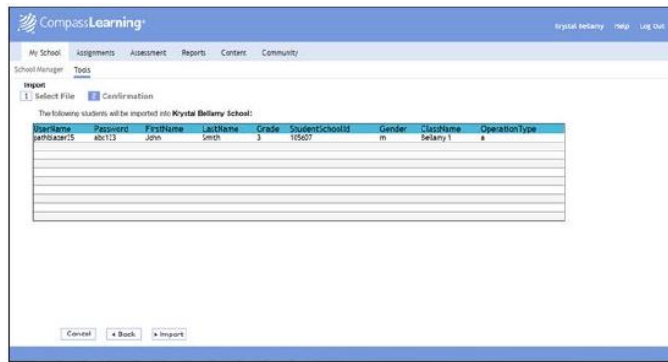 CompassLearning
Krystal Bellamy Help Log Out
My School Assignments Assessment Reports Content Community
School Manager Tools
Import
1 Select File 2 Confirmation
The following students will be imported into Krystal Bellamy School:
UserName Password FirstName LastName Grade StudentSchoolId Gender ClassName OperationType
pathblazer25 abc123 John Smith 3 105607 m Bellamy 1 a
Cancel Back Import